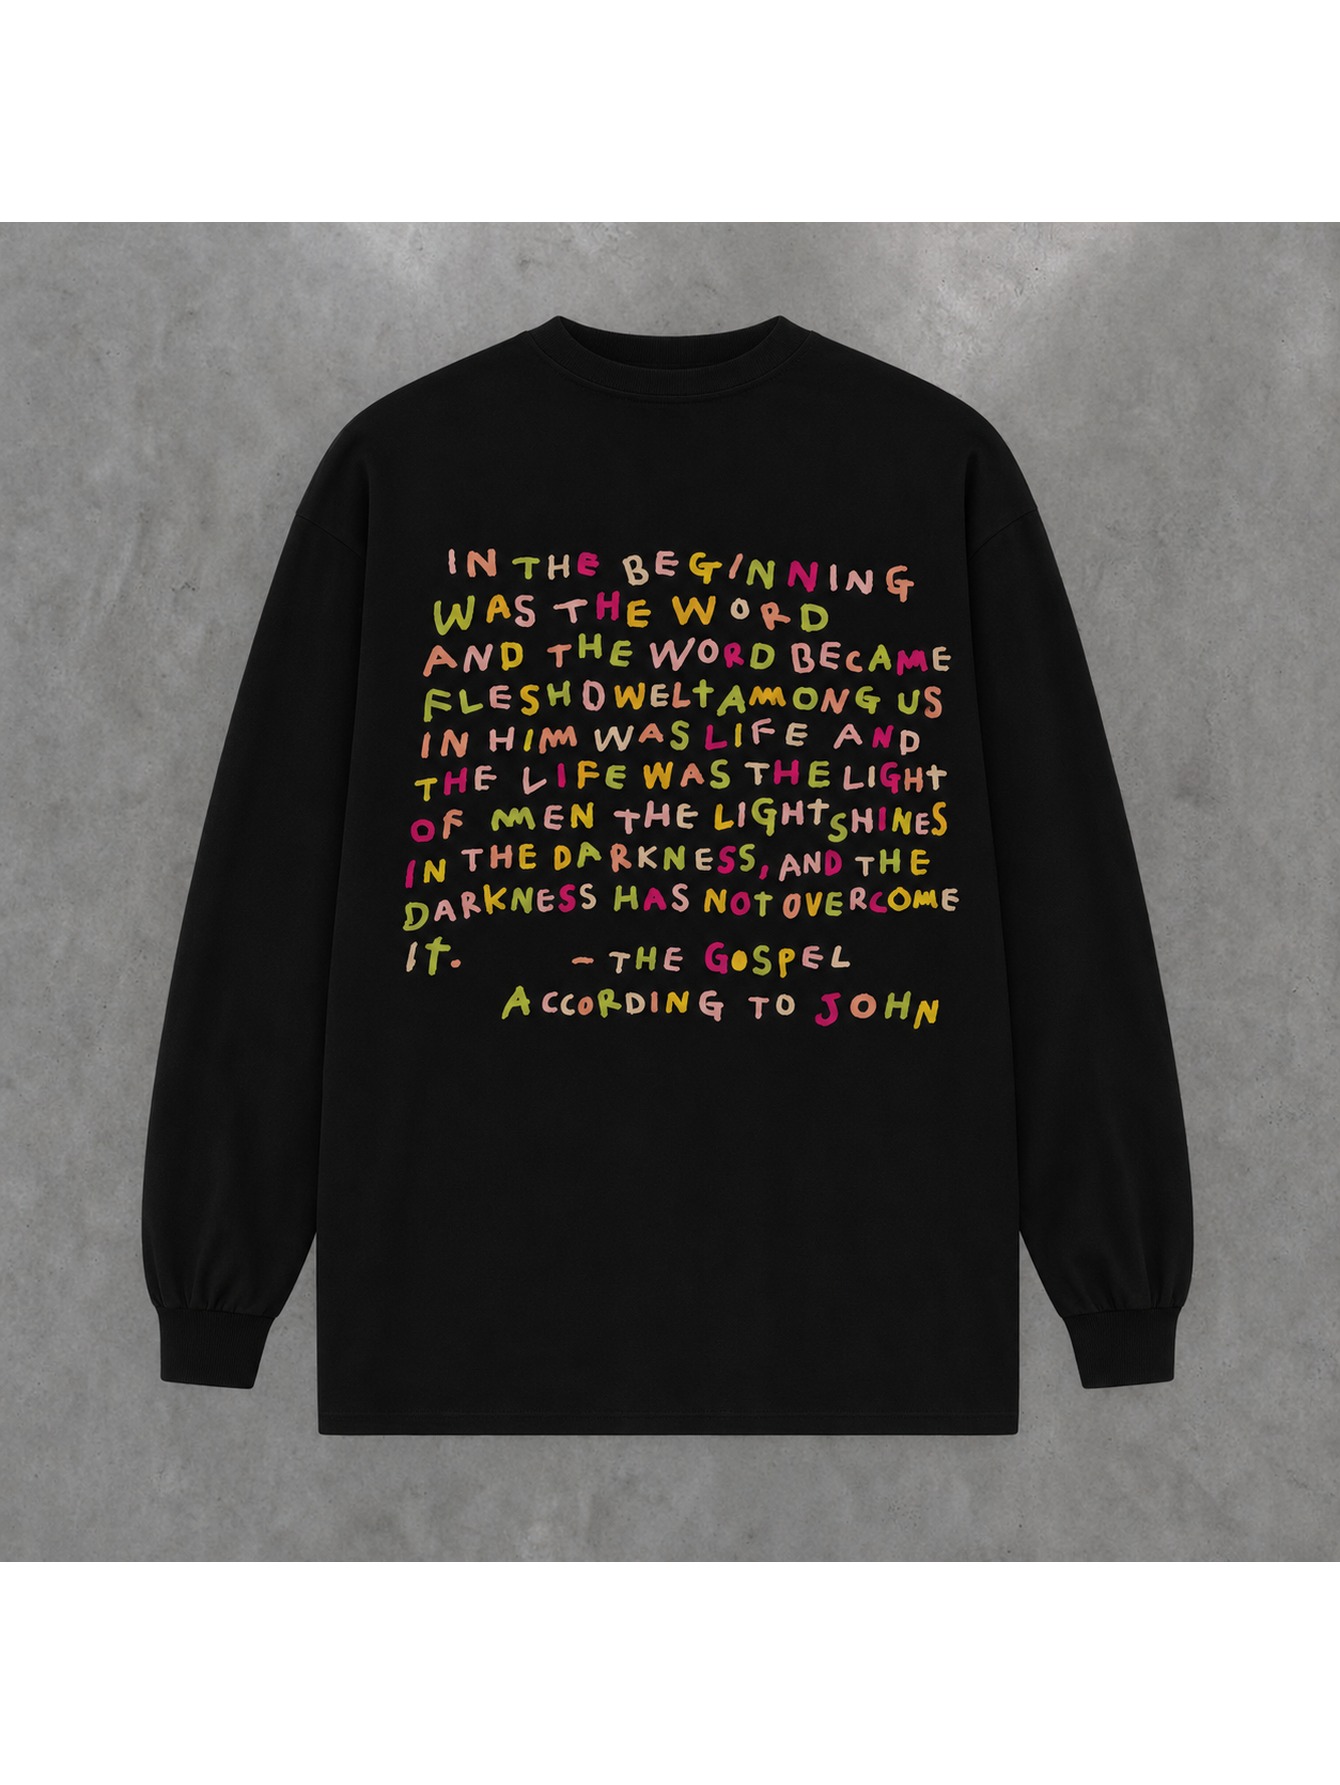 IN THE BEGINNING
WAS THE WORD
AND THE WORD BECAME
FLESH DWELT AMONG US
IN HIM WAS LIFE AND
THE LIFE WAS THE LIGHT
OF MEN THE LIGHT SHINES
IN THE DARKNESS, AND THE
DARKNESS HAS NOT OVERCOME
IT. - THE GOSPEL
ACCORDING TO JOHN